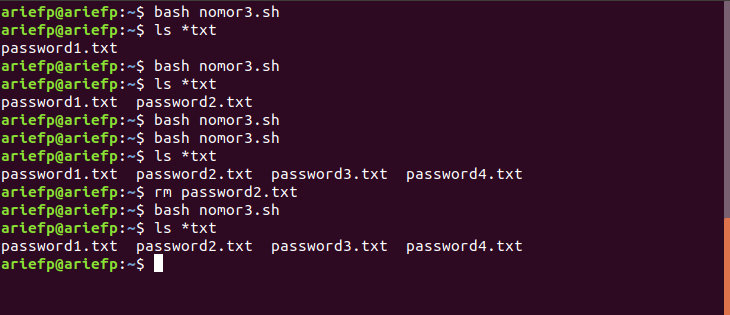 ariefp@ariefp:~$ bash nomor3.sh
ariefp@ariefp:~$ ls *txt
password1.txt
ariefp@ariefp:~$ bash nomor3.sh
ariefp@ariefp:~$ ls *txt
password1.txt  password2.txt
ariefp@ariefp:~$ bash nomor3.sh
ariefp@ariefp:~$ bash nomor3.sh
ariefp@ariefp:~$ ls *txt
password1.txt  password2.txt  password3.txt  password4.txt
ariefp@ariefp:~$ rm password2.txt
ariefp@ariefp:~$ bash nomor3.sh
ariefp@ariefp:~$ ls *txt
password1.txt  password2.txt  password3.txt  password4.txt
ariefp@ariefp:~$